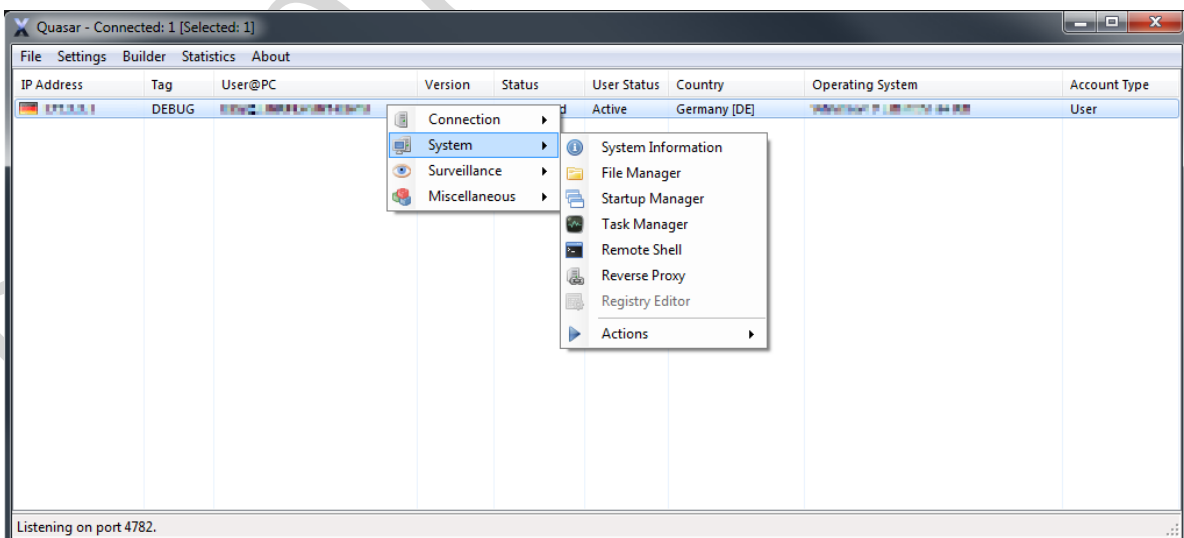 Quasar - Connected: 1 [Selected: 1]
File Settings Builder Statistics About
IP Address Tag User@PC Version Status User Status Country Operating System Account Type
DEBUG Active Germany [DE] User
Connection
System
Surveillance
Miscellaneous
System Information
File Manager
Startup Manager
Task Manager
Remote Shell
Reverse Proxy
Registry Editor
Actions
Listening on port 4782.